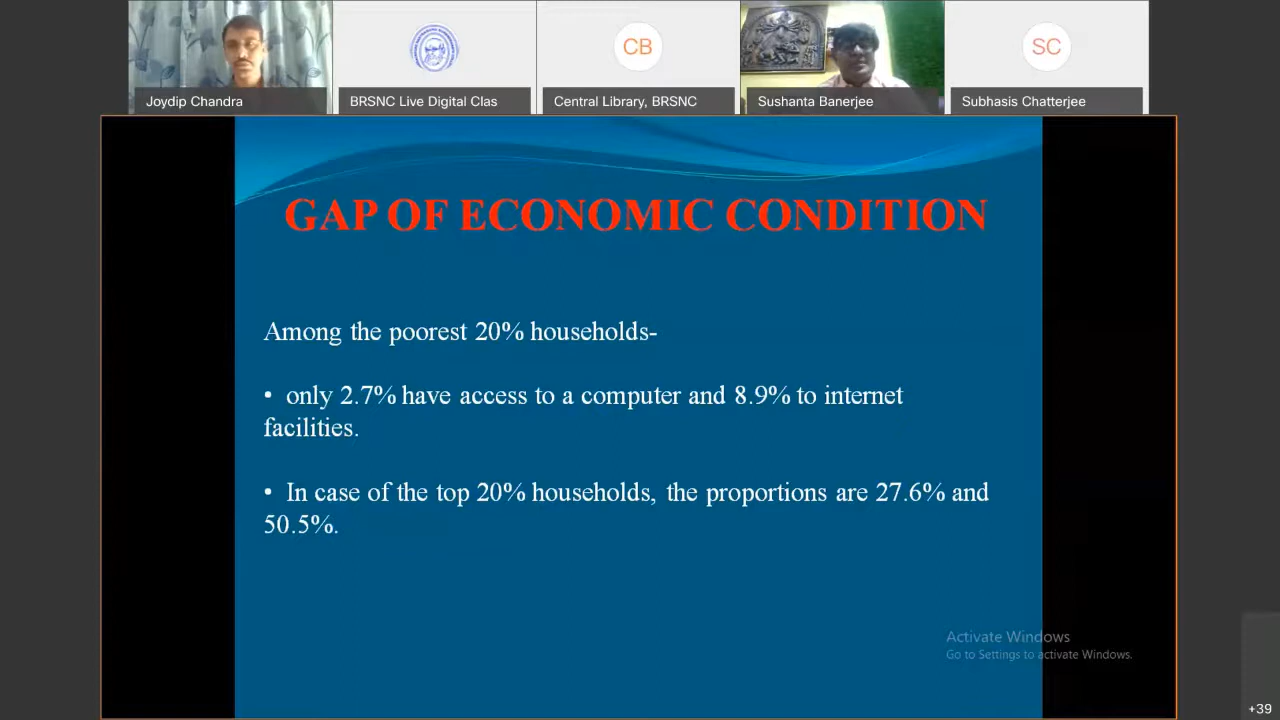 CB
SC
Joydip Chandra
BRSNC Live Digital Clas
Central Library, BRSNC
Sushanta Banerjee
Subhasis Chatterjee
GAP OF ECONOMIC CONDITION
Among the poorest 20% households-
• only 2.7% have access to a computer and 8.9% to internet
facilities.
• In case of the top 20% households, the proportions are 27.6% and
50.5%.
Activate Windows
Go to Settings to activate Windows.
+39